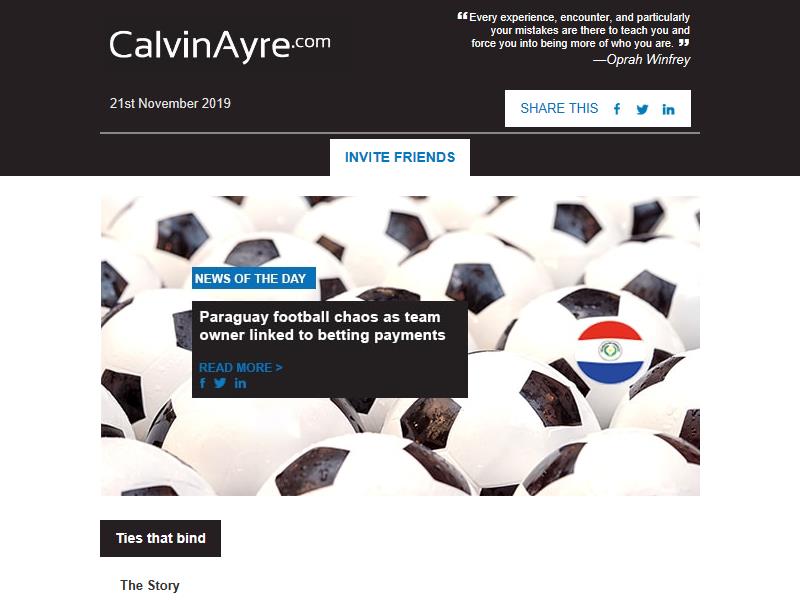 CalvinAyre.com
“Every experience, encounter, and particularly
your mistakes are there to teach you and
force you into being more of who you are. ”
—Oprah Winfrey
21st November 2019
SHARE THIS f in
INVITE FRIENDS
NEWS OF THE DAY
Paraguay football chaos as team
owner linked to betting payments
READ MORE >
f in
Ties that bind
The Story